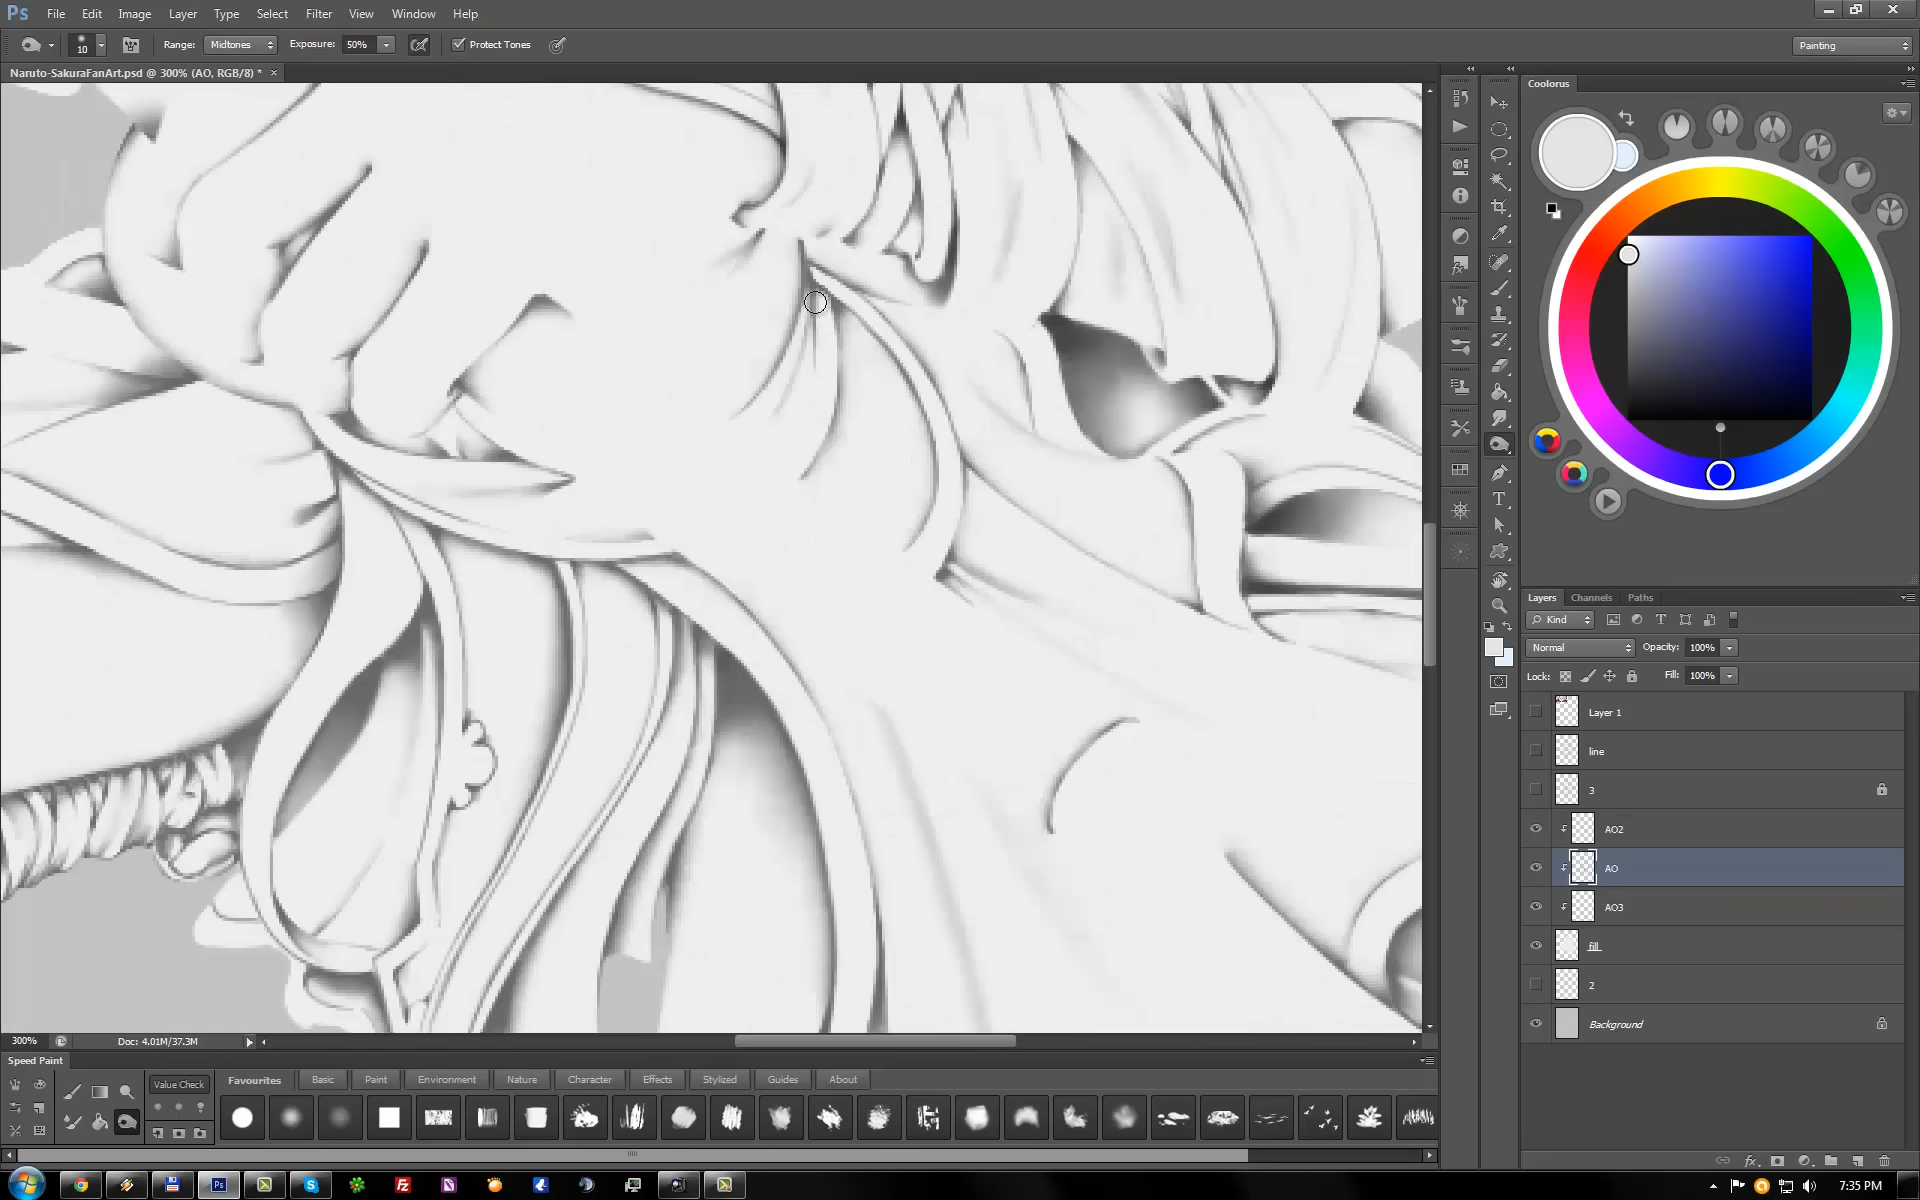 Ps File Edit Image Layer Type Select Filter 3D View Window Help
10 Range: Midtones Exposure: 50% Protect Tones Painting
Naruto-SakuraFanArt.psd @ 300% (AO, RGB/8) * ×
Coolorus
Layers Channels Paths
Kind
Normal Opacity: 100%
Lock: Fill: 100%
Layer 1
line
3
AO2
AO
AO3
fill
2
Background
300% Doc: 4.01M/37.3M
Speed Paint
Value Check Favourites Basic Paint Environment Nature Character Effects Stylized Guides About
7:35 PM